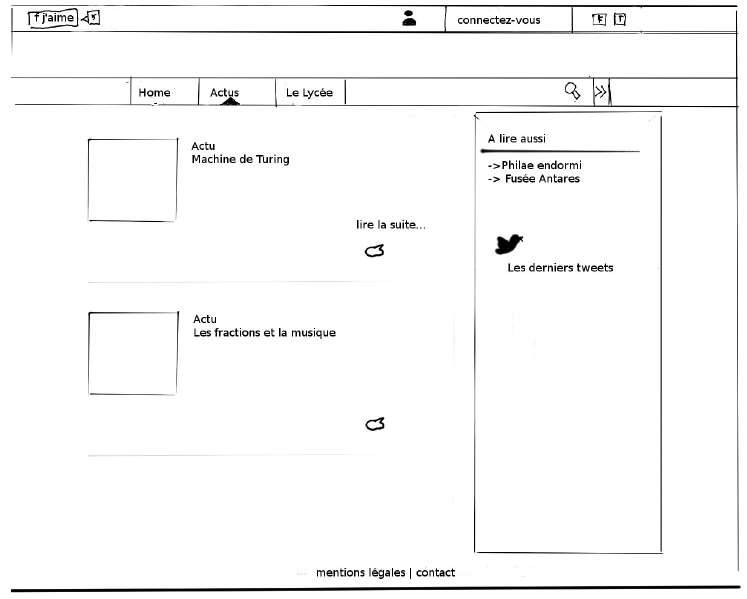 f j'aime
connectez-vous
Home
Actus
Le Lycée
Actu
Machine de Turing
lire la suite...
Actu
Les fractions et la musique
A lire aussi
->Philae endormi
-> Fusée Antares
Les derniers tweets
mentions légales | contact